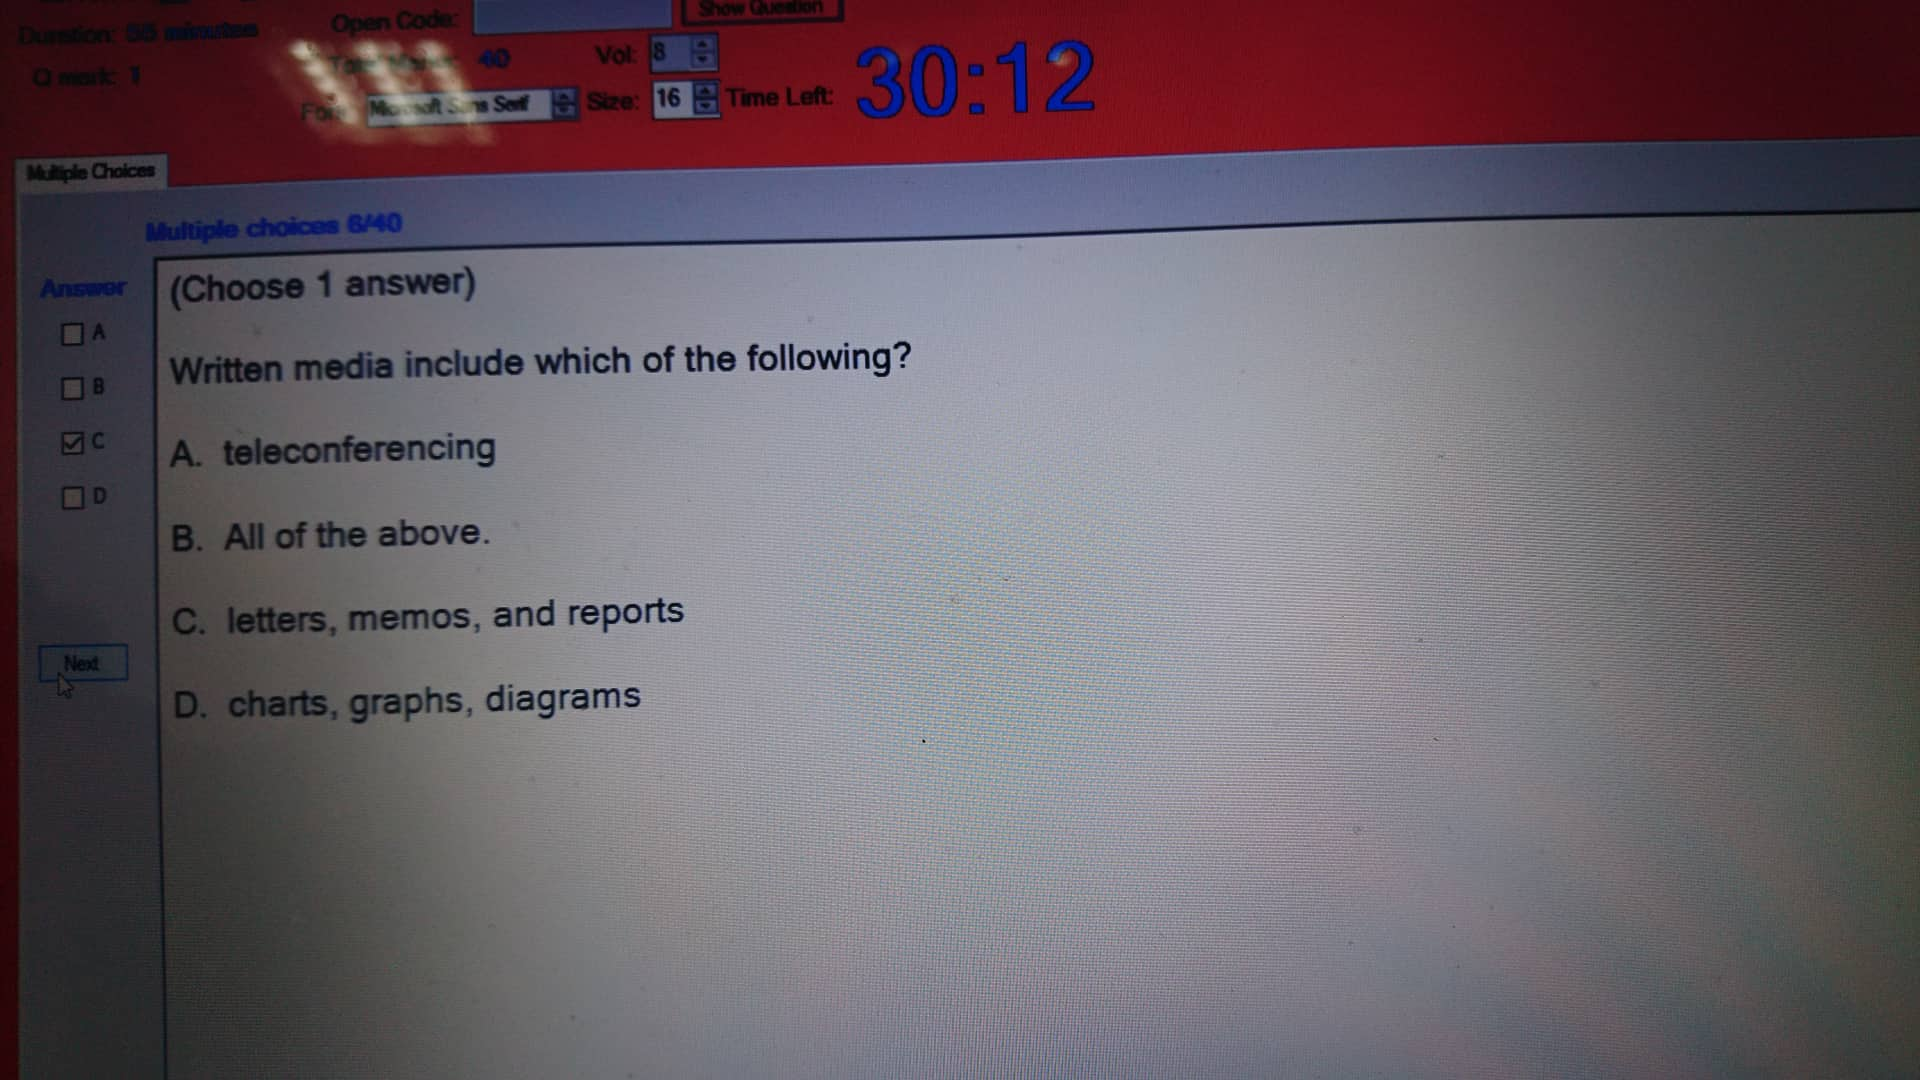 Show Question
Open Code:
Duration: 55 minutes
Total Marks: 40
Vol: 8
Q mark: 1
Font: Microsoft Sans Serif
Size: 16
Time Left: 30:12
Multiple Choices
Multiple choices 6/40
Answer
A
B
C
D
Next
(Choose 1 answer)
Written media include which of the following?
A. teleconferencing
B. All of the above.
C. letters, memos, and reports
D. charts, graphs, diagrams